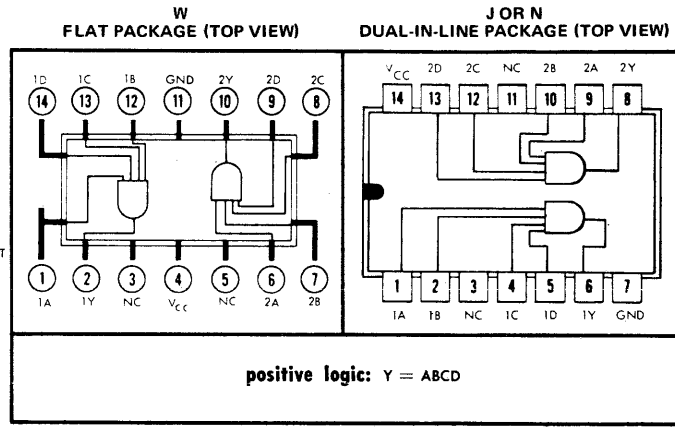 W
FLAT PACKAGE (TOP VIEW)
1D 1C 1B GND 2Y 2D 2C
14 13 12 11 10 9 8
1 2 3 4 5 6 7
1A 1Y NC VCC NC 2A 2B
J OR N
DUAL-IN-LINE PACKAGE (TOP VIEW)
VCC 2D 2C NC 2B 2A 2Y
14 13 12 11 10 9 8
1 2 3 4 5 6 7
1A 1B NC 1C 1D 1Y GND
T
positive logic: Y = ABCD